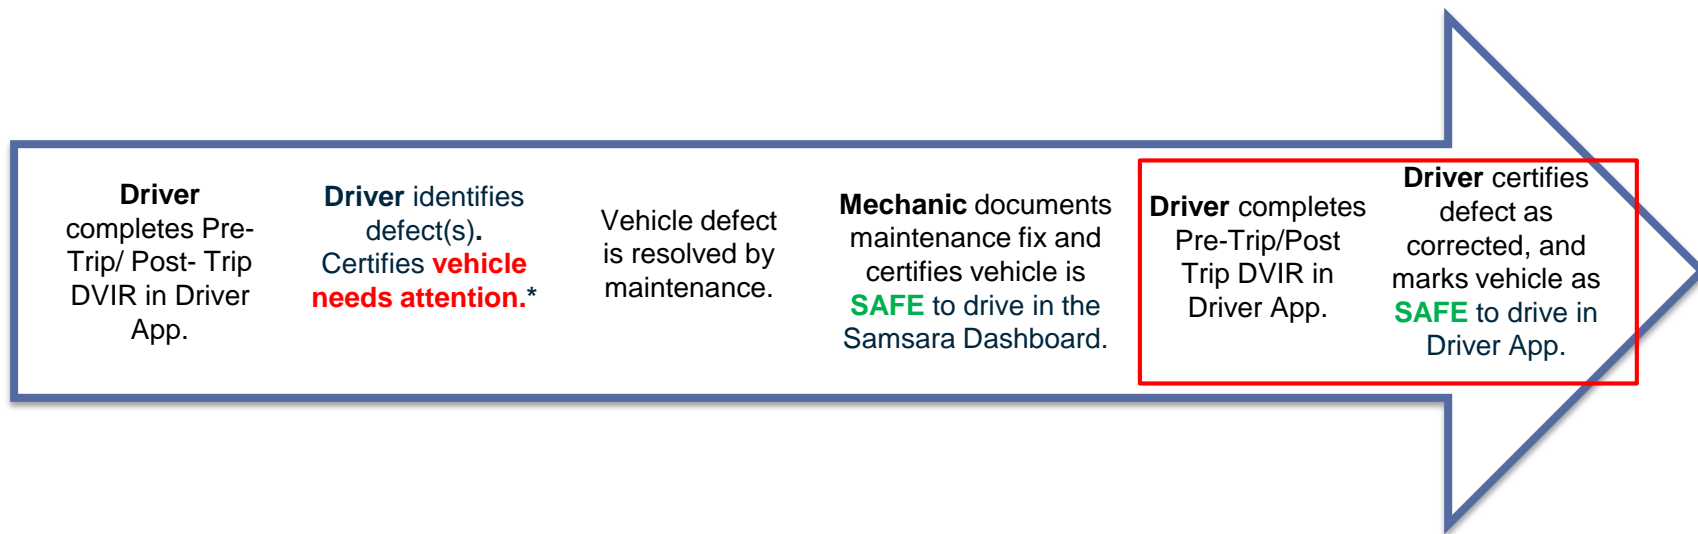 Driver
completes Pre-
Trip/ Post- Trip
DVIR in Driver
App.
Driver identifies
defect(s).
Certifies vehicle
needs attention.*
Vehicle defect
is resolved by
maintenance.
Mechanic documents
maintenance fix and
certifies vehicle is
SAFE to drive in the
Samsara Dashboard.
Driver completes
Pre-Trip/Post
Trip DVIR in
Driver App.
Driver certifies
defect as
corrected, and
marks vehicle as
SAFE to drive in
Driver App.